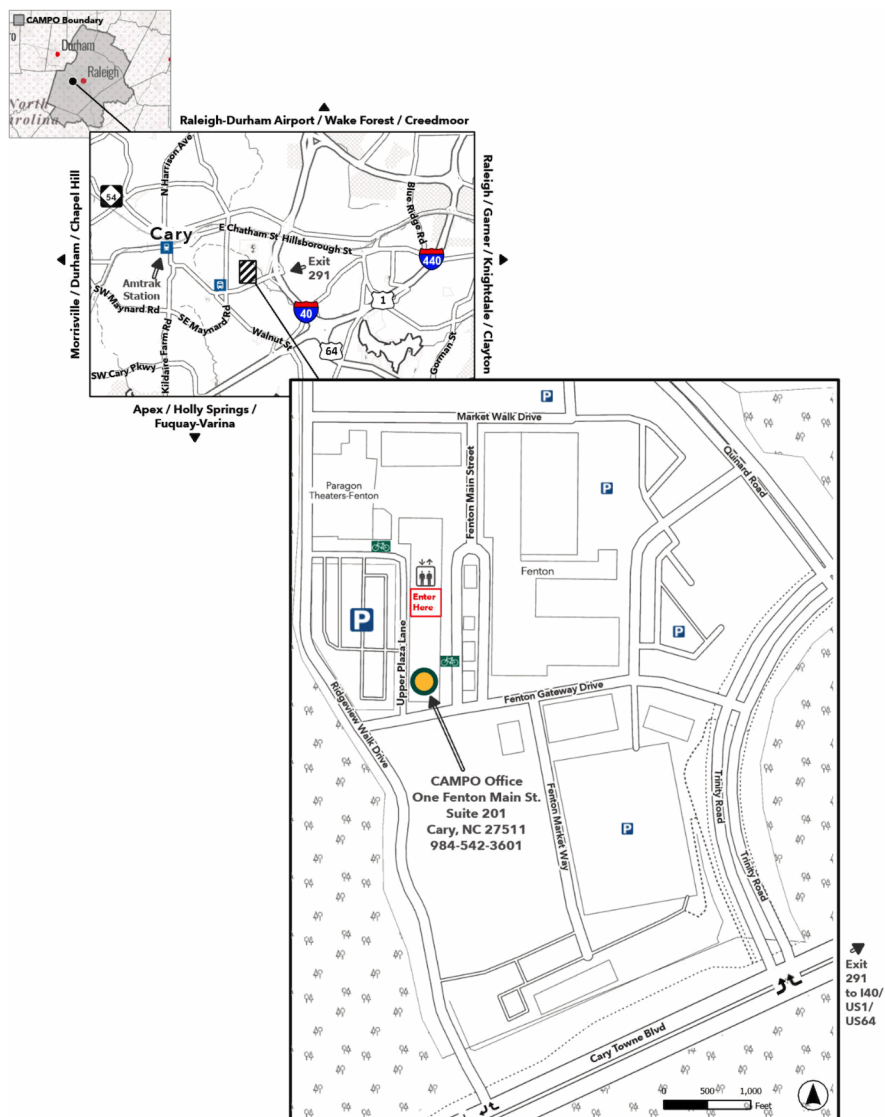 CAMPO Boundary
Durham
Raleigh
North
Carolina
Raleigh-Durham Airport / Wake Forest / Creedmoor
Morrisville / Durham / Chapel Hill
Raleigh / Garner / Knightdale / Clayton
Apex / Holly Springs /
Fuquay-Varina
N Harrison Ave
54
Cary
E Chatham St
Hillsborough St
Blue Ridge Rd
440
Exit
291
Amtrak
Station
1
40
SW Maynard Rd
SE Maynard Rd
Kildaire Farm Rd
Walnut St
64
Gorman St
SW Cary Pkwy
P
Market Walk Drive
Quinard Road
Fenton Main Street
Paragon
Theaters-Fenton
P
Fenton
Enter
Here
P
P
Upper Plaza Lane
Ridgeview Walk Drive
Fenton Gateway Drive
CAMPO Office
One Fenton Main St.
Suite 201
Cary, NC 27511
984-542-3601
Fenton Market Way
P
Trinity Road
Trinity Road
Cary Towne Blvd
Exit
291
to I40/
US1/
US64
0 500 1,000
Feet